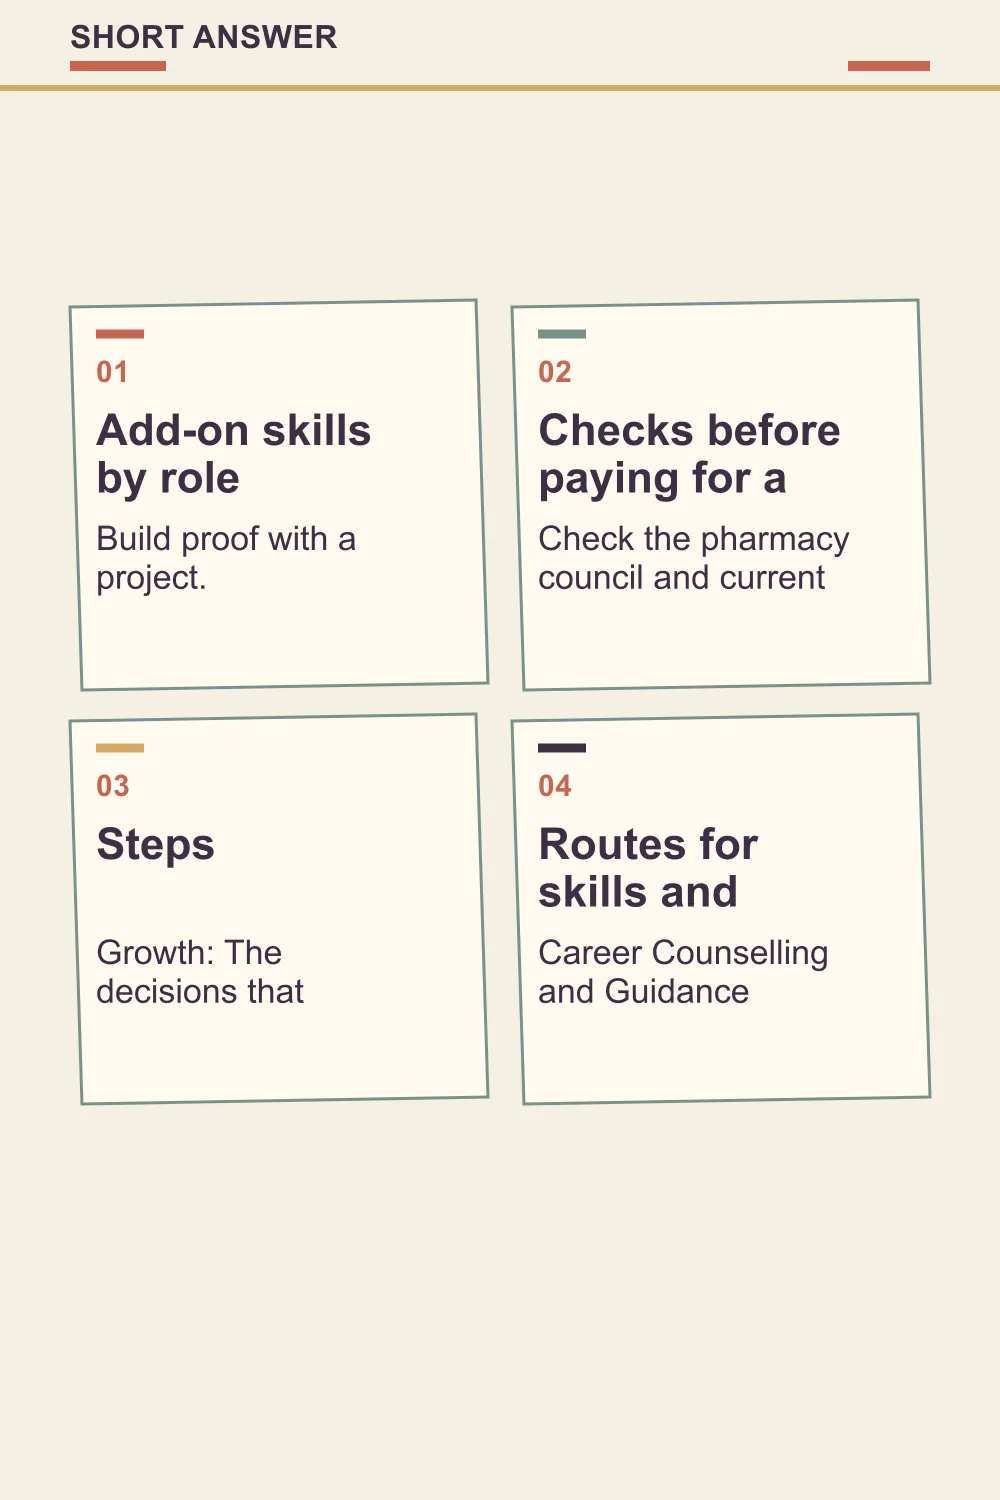 SHORT ANSWER
01
Add-on skills
by role
Build proof with a
project.
02
Checks before
paying for a
Check the pharmacy
council and current
03
Steps
Growth: The
decisions that
04
Routes for
skills and
Career Counselling
and Guidance